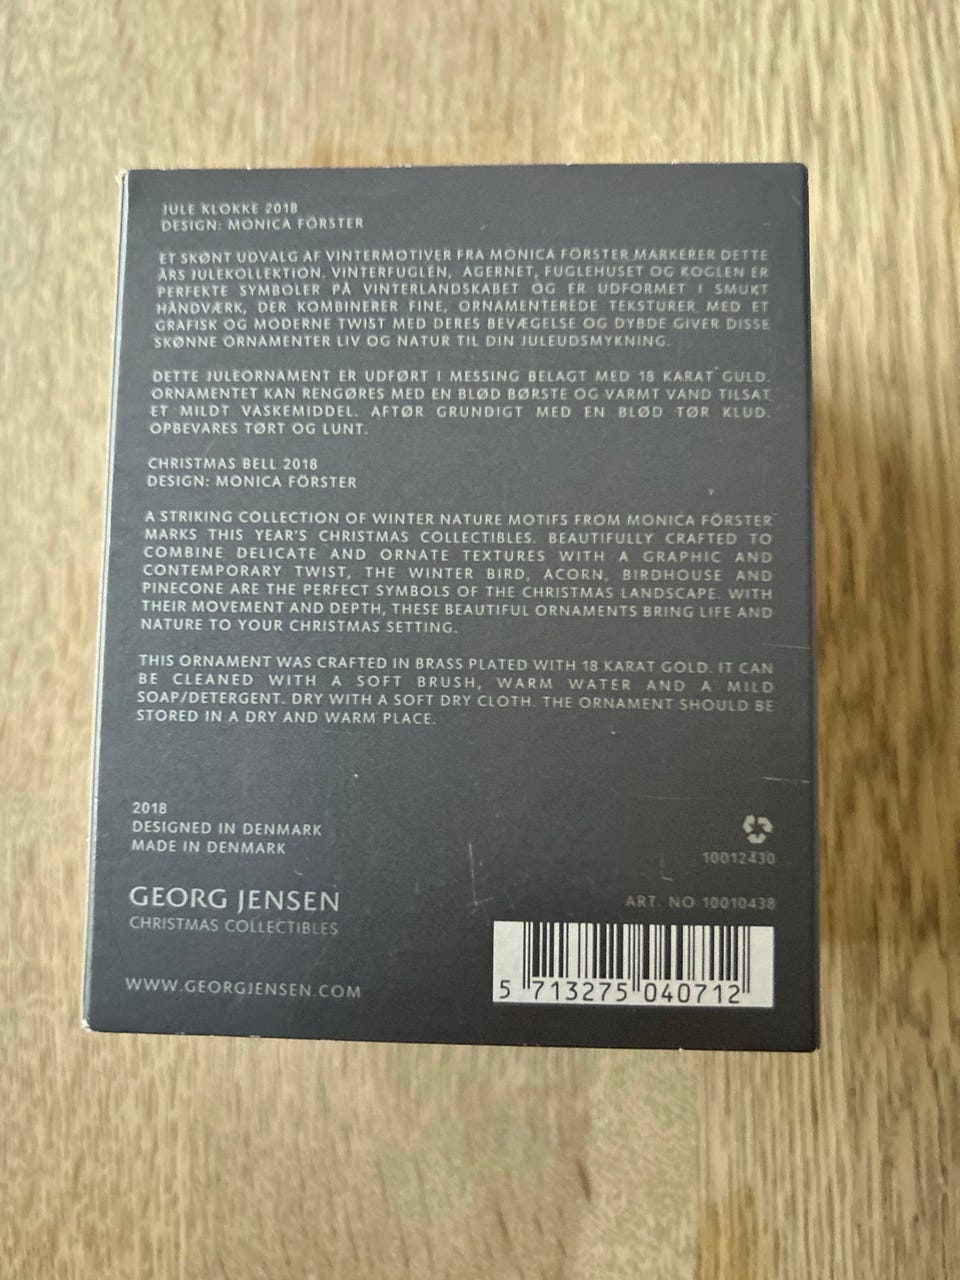 JULE KLOKKE 2018
DESIGN: MONICA FÖRSTER
ET SKØNT UDVALG AF VINTERMOTIVER FRA MONICA FÖRSTER MARKERER DETTE
ÅRS JULEKOLLEKTION. VINTERFUGLEN, AGERNET, FUGLEHUSET OG KOGLEN ER
PERFEKTE SYMBOLER PÅ VINTERLANDSKABET OG ER UDFORMET I SMUKT
HÅNDVÆRK, DER KOMBINERER FINE, ORNAMENTEREDE TEKSTURER MED ET
GRAFISK OG MODERNE TWIST MED DERES BEVÆGELSE OG DYBDE GIVER DISSE
SKØNNE ORNAMENTER LIV OG NATUR TIL DIN JULEUDSMYKNING.
DETTE JULEORNAMENT ER UDFØRT I MESSING BELAGT MED 18 KARAT GULD.
ORNAMENTET KAN RENGØRES MED EN BLØD BØRSTE OG VARMT VAND TILSAT
ET MILDT VASKEMIDDEL. AFTØR GRUNDIGT MED EN BLØD TØR KLUD.
OPBEVARES TØRT OG LUNT.
CHRISTMAS BELL 2018
DESIGN: MONICA FÖRSTER
A STRIKING COLLECTION OF WINTER NATURE MOTIFS FROM MONICA FÖRSTER
MARKS THIS YEAR'S CHRISTMAS COLLECTIBLES. BEAUTIFULLY CRAFTED TO
COMBINE DELICATE AND ORNATE TEXTURES WITH A GRAPHIC AND
CONTEMPORARY TWIST, THE WINTER BIRD, ACORN, BIRDHOUSE AND
PINECONE ARE THE PERFECT SYMBOLS OF THE CHRISTMAS LANDSCAPE. WITH
THEIR MOVEMENT AND DEPTH, THESE BEAUTIFUL ORNAMENTS BRING LIFE AND
NATURE TO YOUR CHRISTMAS SETTING.
THIS ORNAMENT WAS CRAFTED IN BRASS PLATED WITH 18 KARAT GOLD. IT CAN
BE CLEANED WITH A SOFT BRUSH, WARM WATER AND A MILD
SOAP/DETERGENT. DRY WITH A SOFT DRY CLOTH. THE ORNAMENT SHOULD BE
STORED IN A DRY AND WARM PLACE.
2018
DESIGNED IN DENMARK
MADE IN DENMARK
10012430
GEORG JENSEN
CHRISTMAS COLLECTIBLES
ART. NO 10010438
WWW.GEORGJENSEN.COM
5 713275 040712